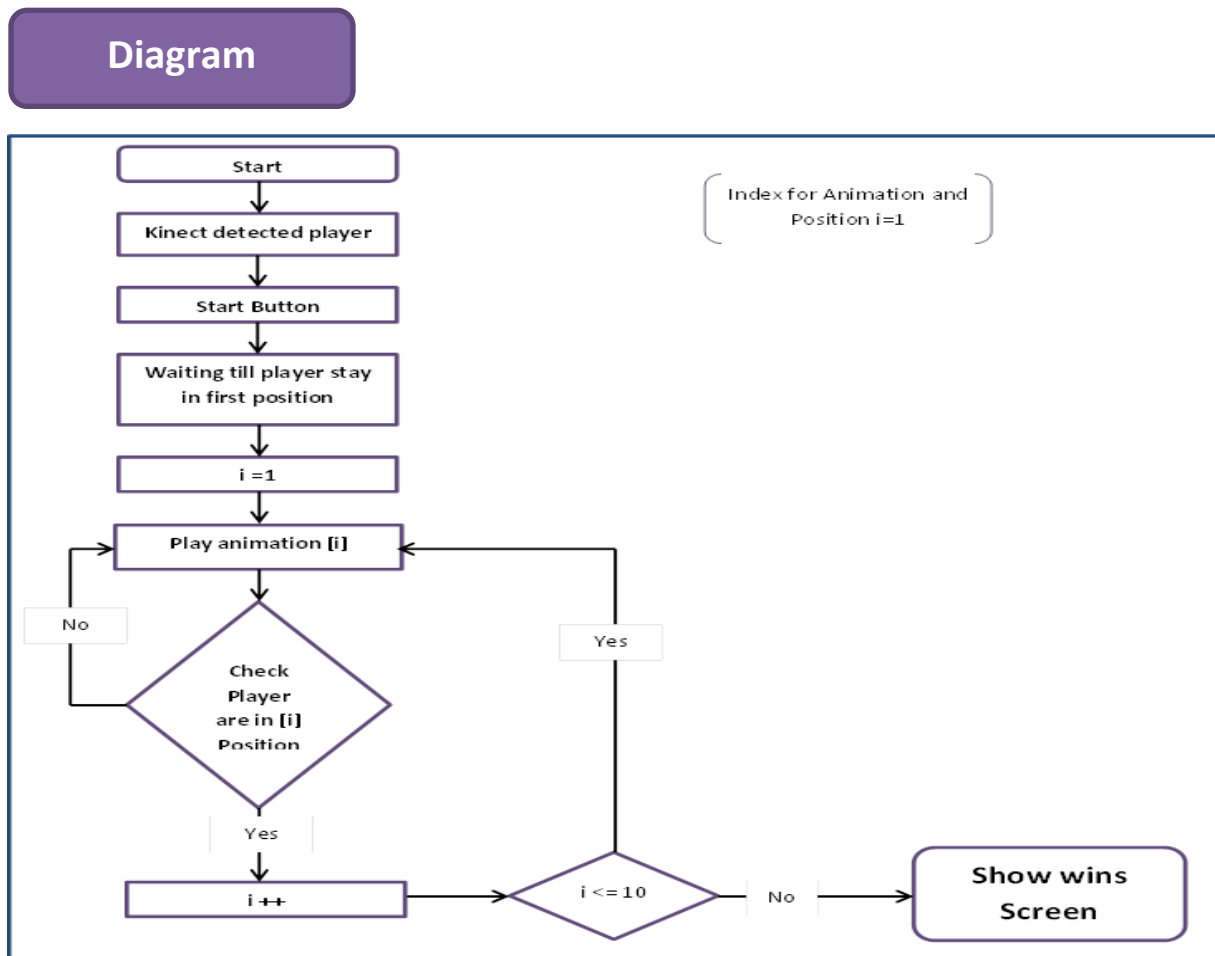 Diagram
Start
Index for Animation and
Position i=1
Kinect detected player
Start Button
Waiting till player stay
in first position
i =1
Play animation [i]
No
Yes
Check
Player
are in [i]
Position
Yes
i ++
i <= 10
No
Show wins
Screen